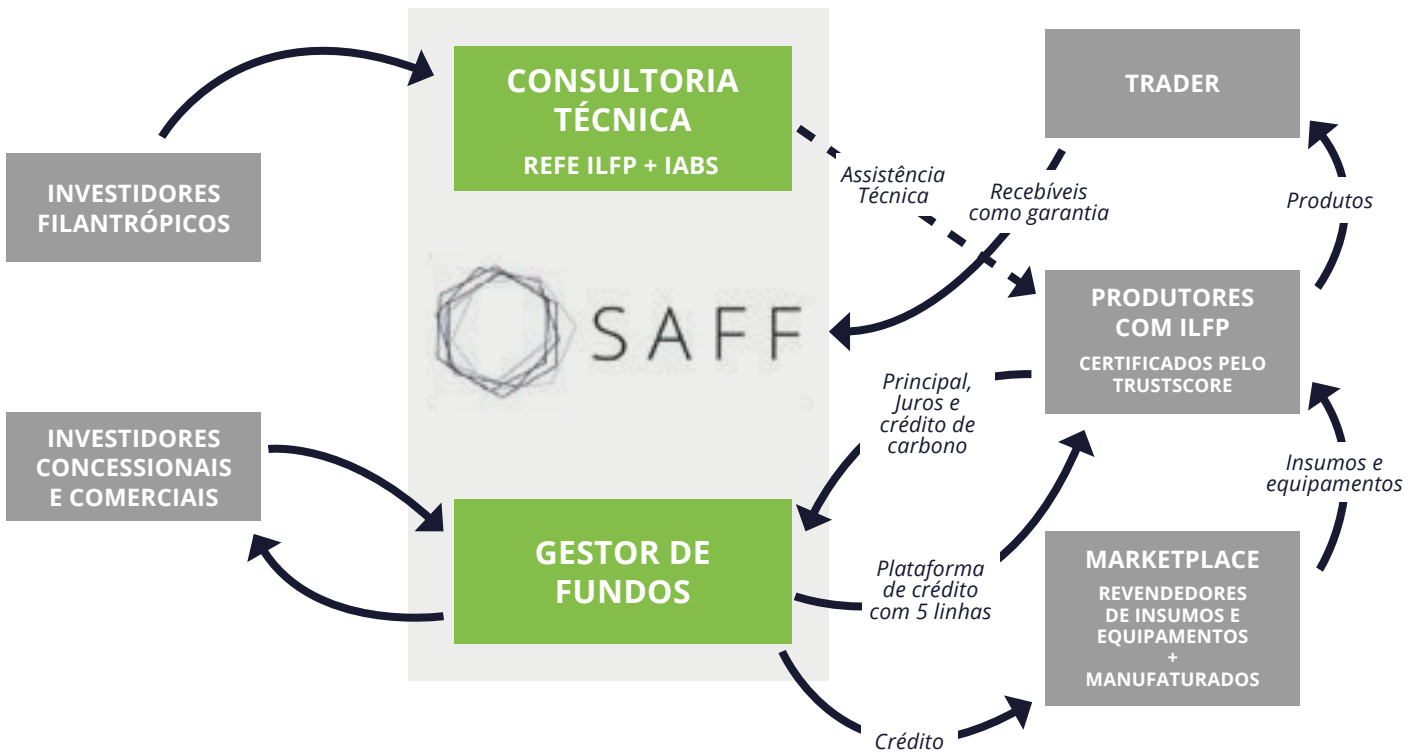 CONSULTORIA
TÉCNICA
REFE ILFP + IABS
TRADER
INVESTIDORES
FILANTRÓPICOS
Assistência
Técnica
Recebíveis
como garantia
Produtos
SAFF
PRODUTORES
COM ILFP
CERTIFICADOS PELO
TRUSTSCORE
Principal,
Juros e
crédito de
carbono
INVESTIDORES
CONCESSIONAIS
E COMERCIAIS
Insumos e
equipamentos
GESTOR DE
FUNDOS
Plataforma
de crédito
com 5 linhas
MARKETPLACE
REVENDEDORES
DE INSUMOS E
EQUIPAMENTOS
+
MANUFATURADOS
Crédito